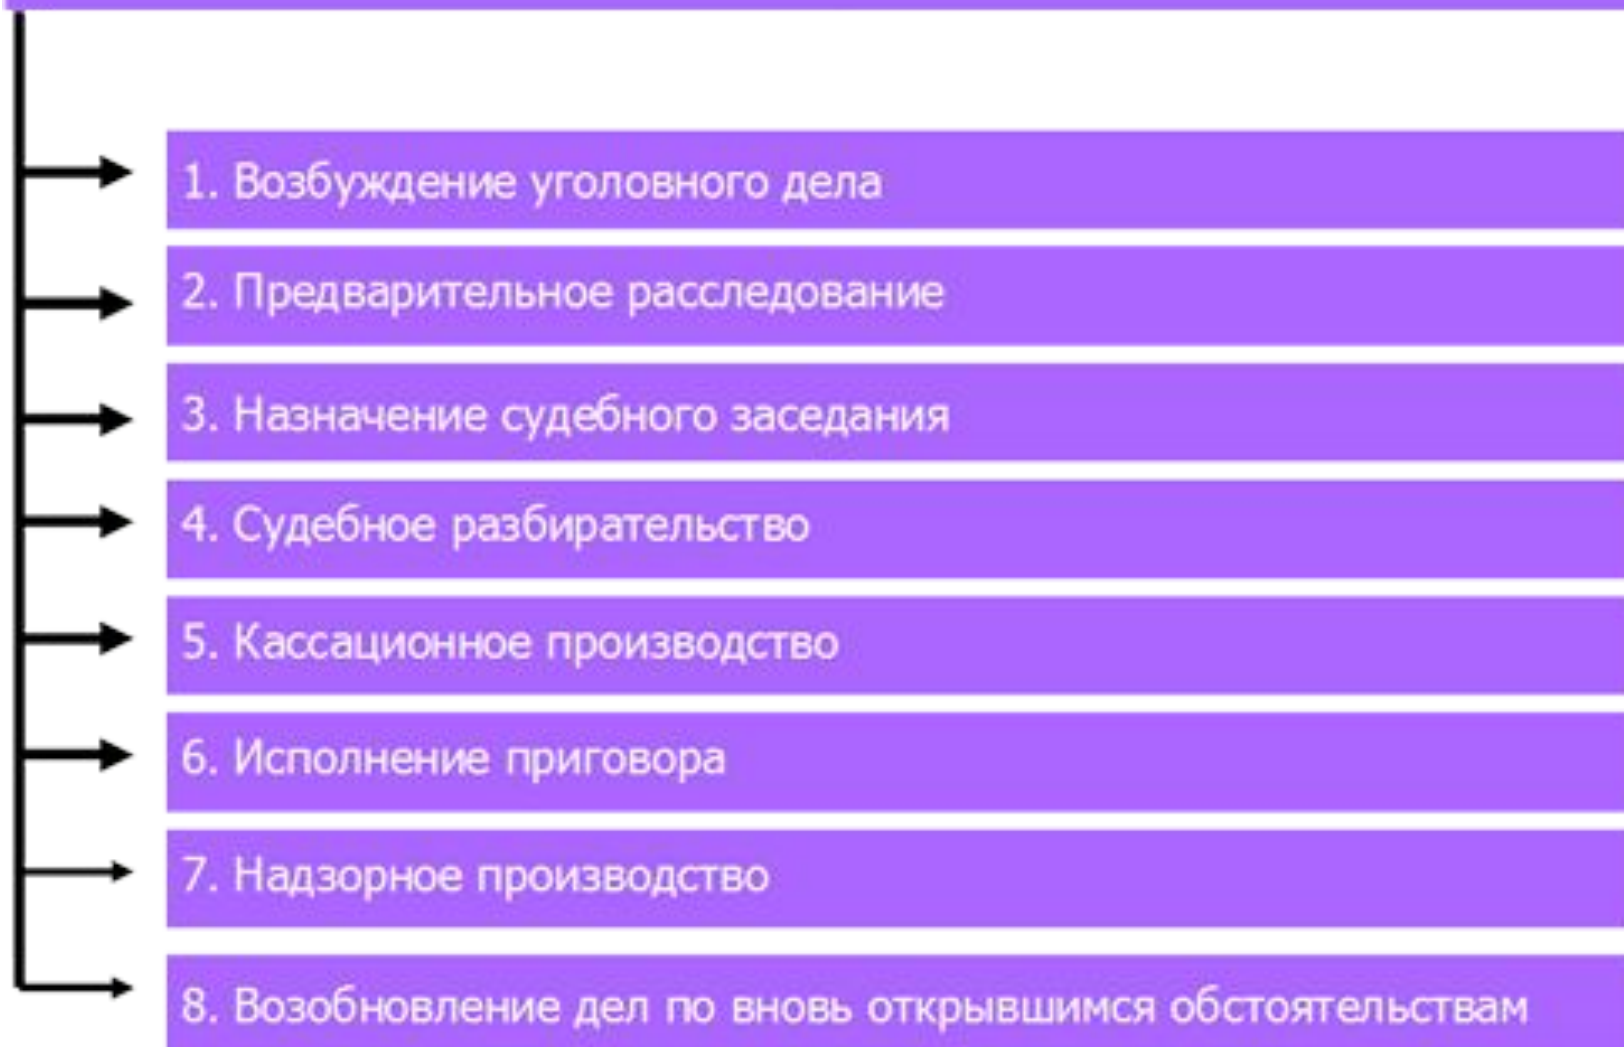 1. Возбуждение уголовного дела
2. Предварительное расследование
3. Назначение судебного заседания
4. Судебное разбирательство
5. Кассационное производство
6. Исполнение приговора
7. Надзорное производство
8. Возобновление дел по вновь открывшимся обстоятельствам